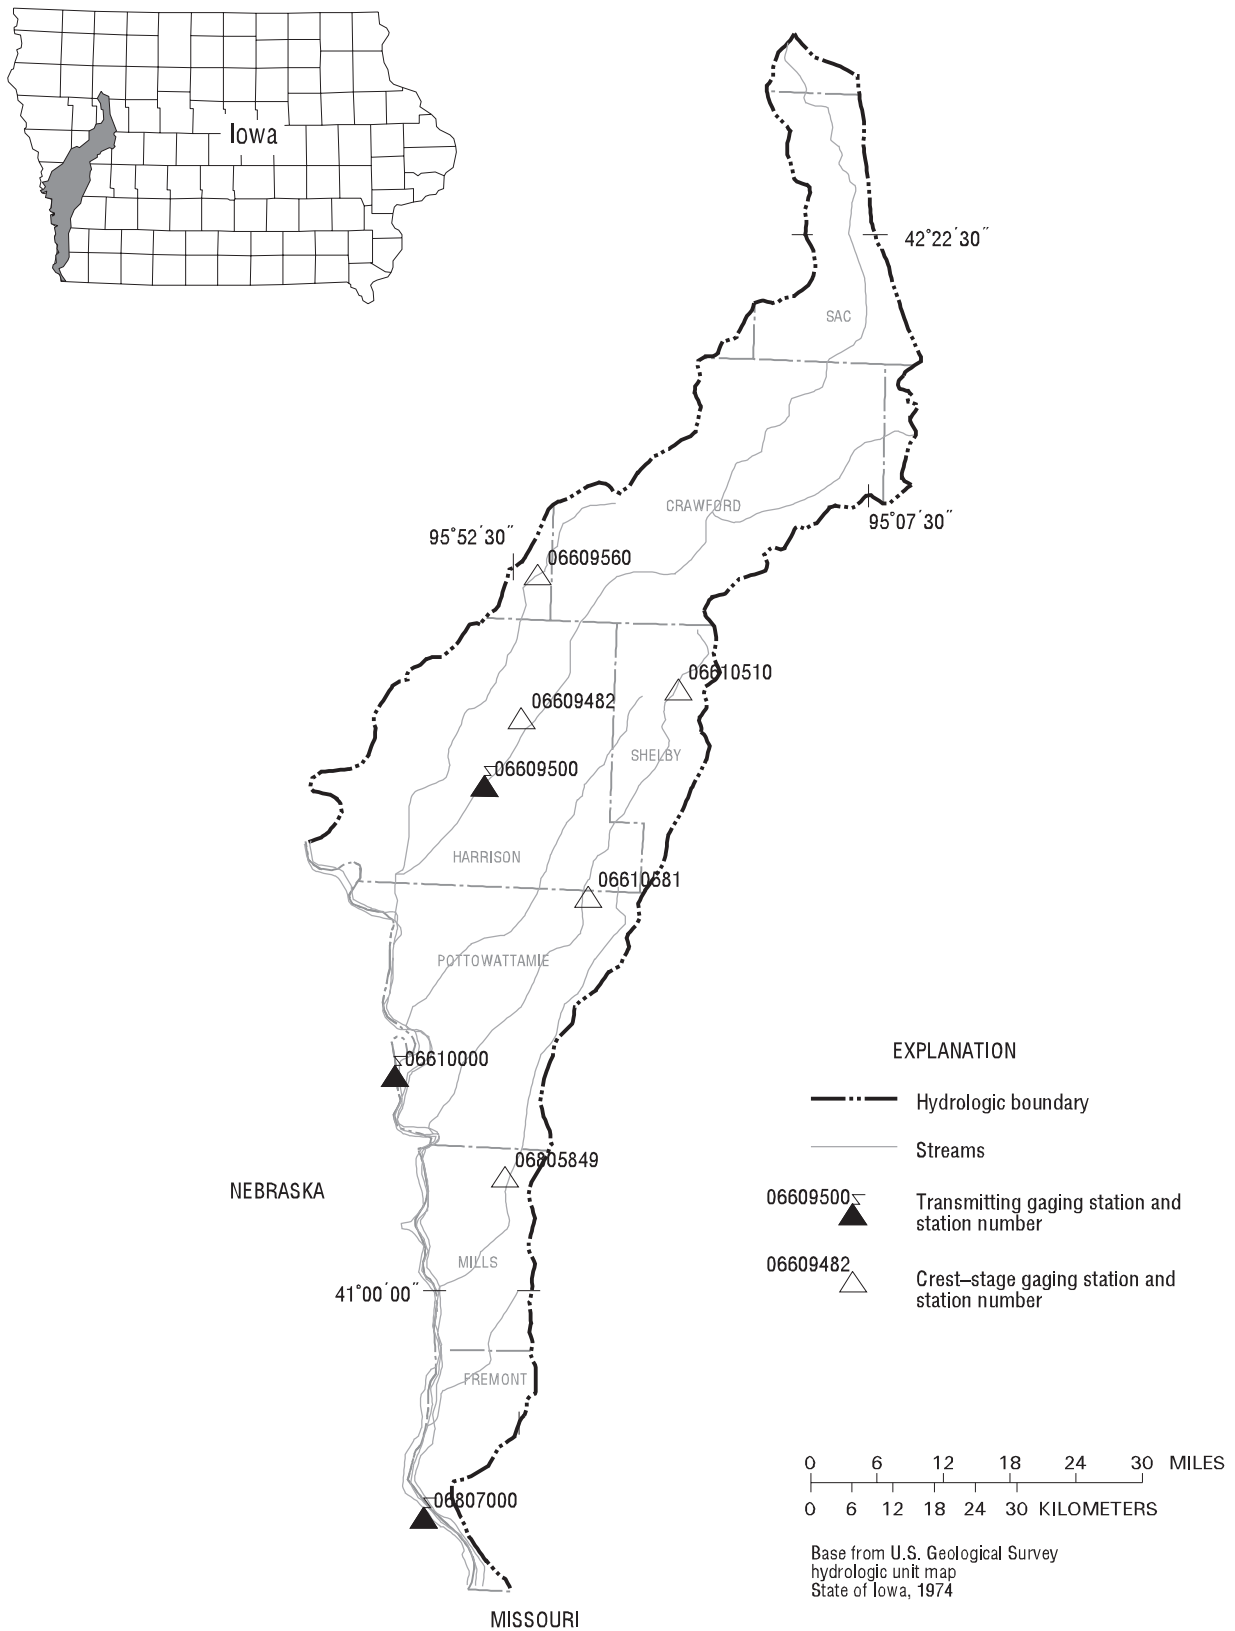 Iowa
42°22′30″
SAC
CRAWFORD
95°07′30″
95°52′30″
06609560
06610510
06609482
SHELBY
06609500
HARRISON
06610681
POTTOWATTAMIE
06610000
06805849
NEBRASKA
MILLS
41°00′00″
FREMONT
06807000
MISSOURI
EXPLANATION
Hydrologic boundary
Streams
06609500
Transmitting gaging station and
station number
06609482
Crest–stage gaging station and
station number
0 6 12 18 24 30 MILES
0 6 12 18 24 30 KILOMETERS
Base from U.S. Geological Survey
hydrologic unit map
State of Iowa, 1974